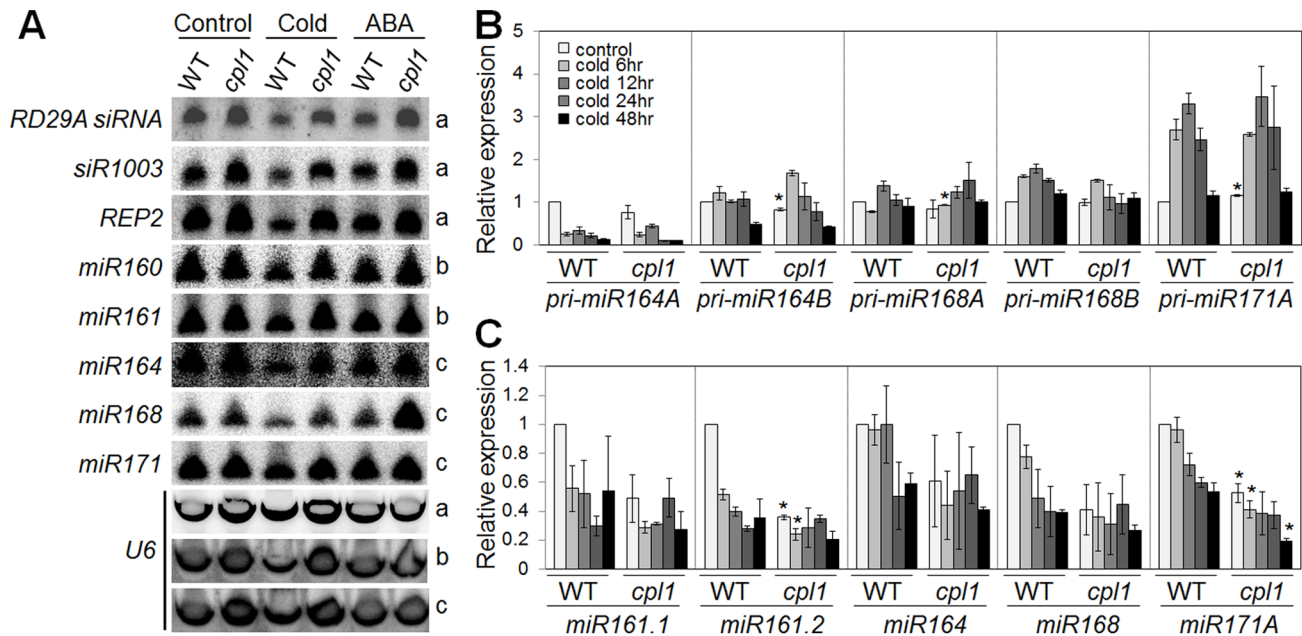 A
Control Cold ABA
WT cpl1 WT cpl1 WT cpl1
RD29A siRNA a
siR1003 a
REP2 a
miR160 b
miR161 b
miR164 c
miR168 c
miR171 c
U6
a
b
c
B
Relative expression
5
4
3
2
1
0
control
cold 6hr
cold 12hr
cold 24hr
cold 48hr
* * *
WT cpl1 WT cpl1 WT cpl1 WT cpl1 WT cpl1
pri-miR164A pri-miR164B pri-miR168A pri-miR168B pri-miR171A
C
Relative expression
1.4
1.2
1
0.8
0.6
0.4
0.2
0
* * * * *
WT cpl1 WT cpl1 WT cpl1 WT cpl1 WT cpl1
miR161.1 miR161.2 miR164 miR168 miR171A